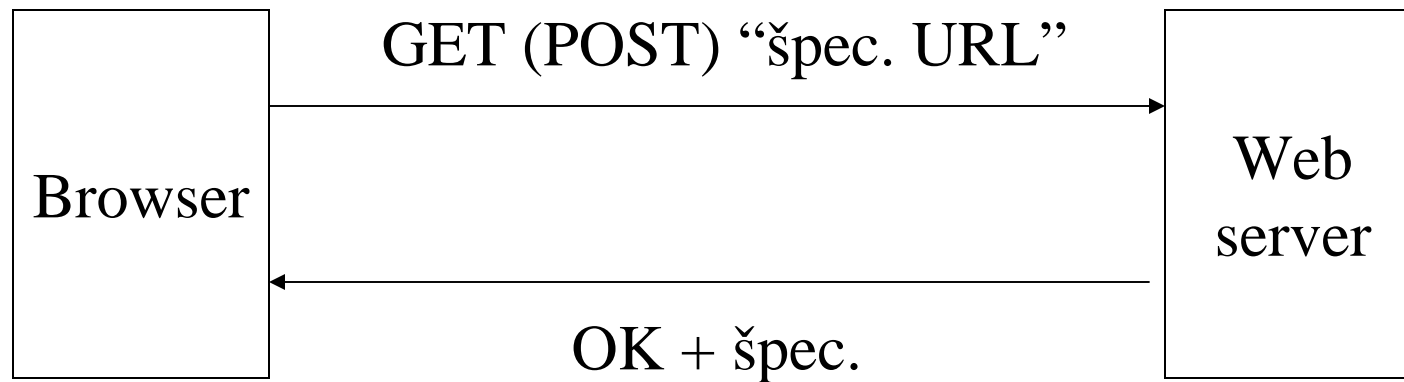 GET (POST) “špec. URL”
Browser
Web
server
OK + špec.